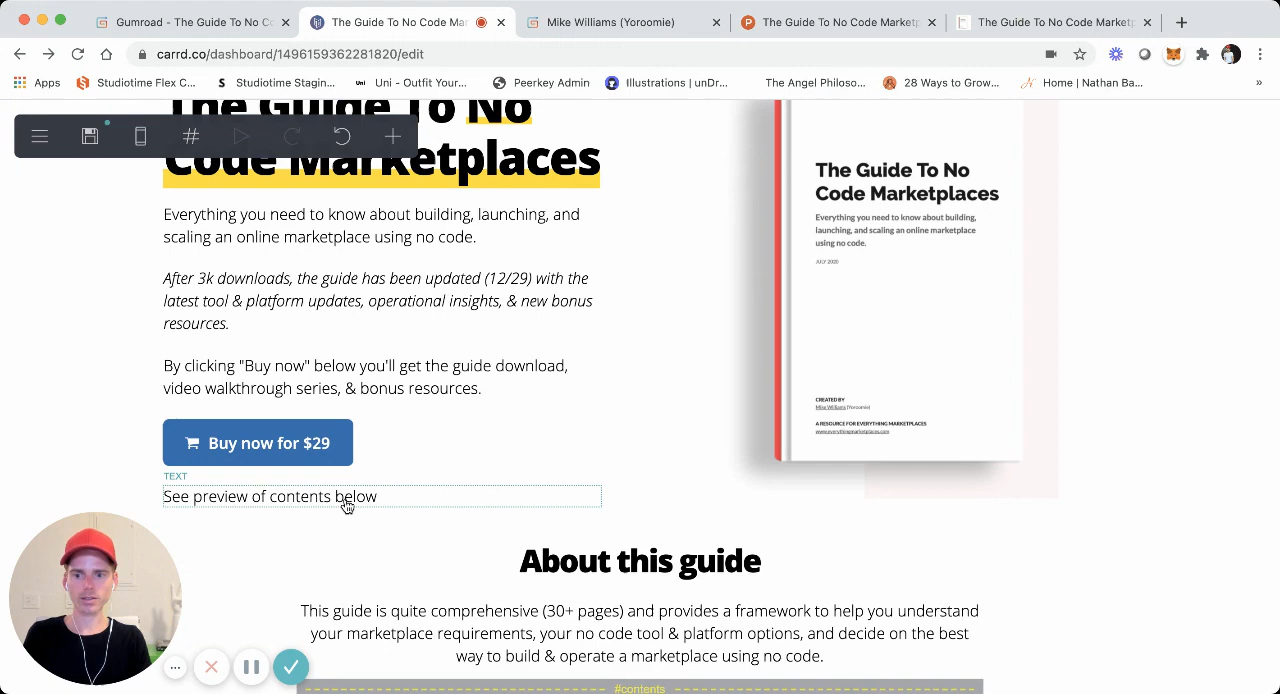 Gumroad - The Guide To No C
The Guide To No Code Mar
Mike Williams (Yoroomie)
The Guide To No Code Market
The Guide To No Code Market
carrd.co/dashboard/1496159362281820/edit
Apps
Studiotime Flex C...
Studiotime Stagin...
Uni - Outfit Your...
Peerkey Admin
Illustrations | unDr...
The Angel Philoso...
28 Ways to Grow...
Home | Nathan Ba...
The Guide To No
Code Marketplaces
Everything you need to know about building, launching, and
scaling an online marketplace using no code.
After 3k downloads, the guide has been updated (12/29) with the
latest tool & platform updates, operational insights, & new bonus
resources.
By clicking "Buy now" below you'll get the guide download,
video walkthrough series, & bonus resources.
Buy now for $29
TEXT
See preview of contents below
The Guide To No
Code Marketplaces
Everything you need to know about building,
launching, and scaling an online marketplace
using no code.
JULY 2020
CREATED BY
Mike Williams (Yoroomie)
A RESOURCE FOR EVERYTHING MARKETPLACES
www.everythingmarketplaces.com
About this guide
This guide is quite comprehensive (30+ pages) and provides a framework to help you understand
your marketplace requirements, your no code tool & platform options, and decide on the best
way to build & operate a marketplace using no code.
#contents